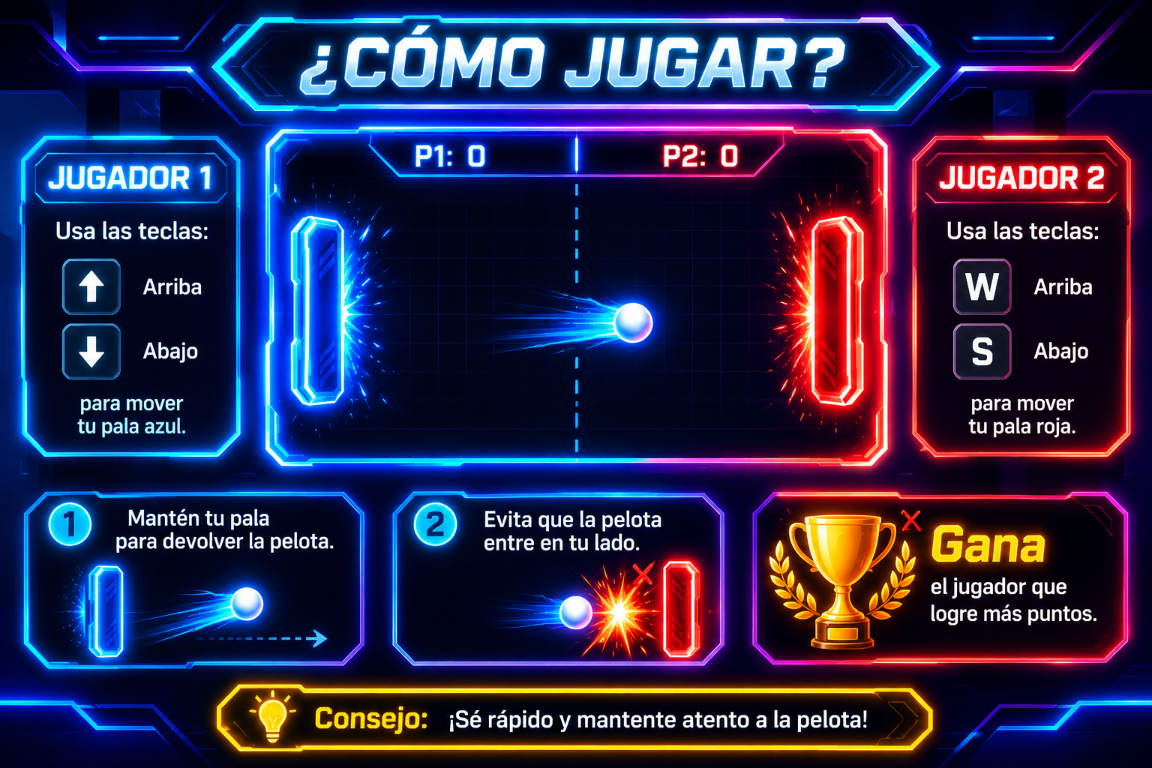 ¿CÓMO JUGAR?
JUGADOR 1
Usa las teclas:
Arriba
Abajo
para mover
tu pala azul.
P1: 0
P2: 0
JUGADOR 2
Usa las teclas:
W Arriba
S Abajo
para mover
tu pala roja.
1
Mantén tu pala
para devolver la pelota.
2
Evita que la pelota
entre en tu lado.
Gana
el jugador que
logre más puntos.
Consejo: ¡Sé rápido y mantente atento a la pelota!